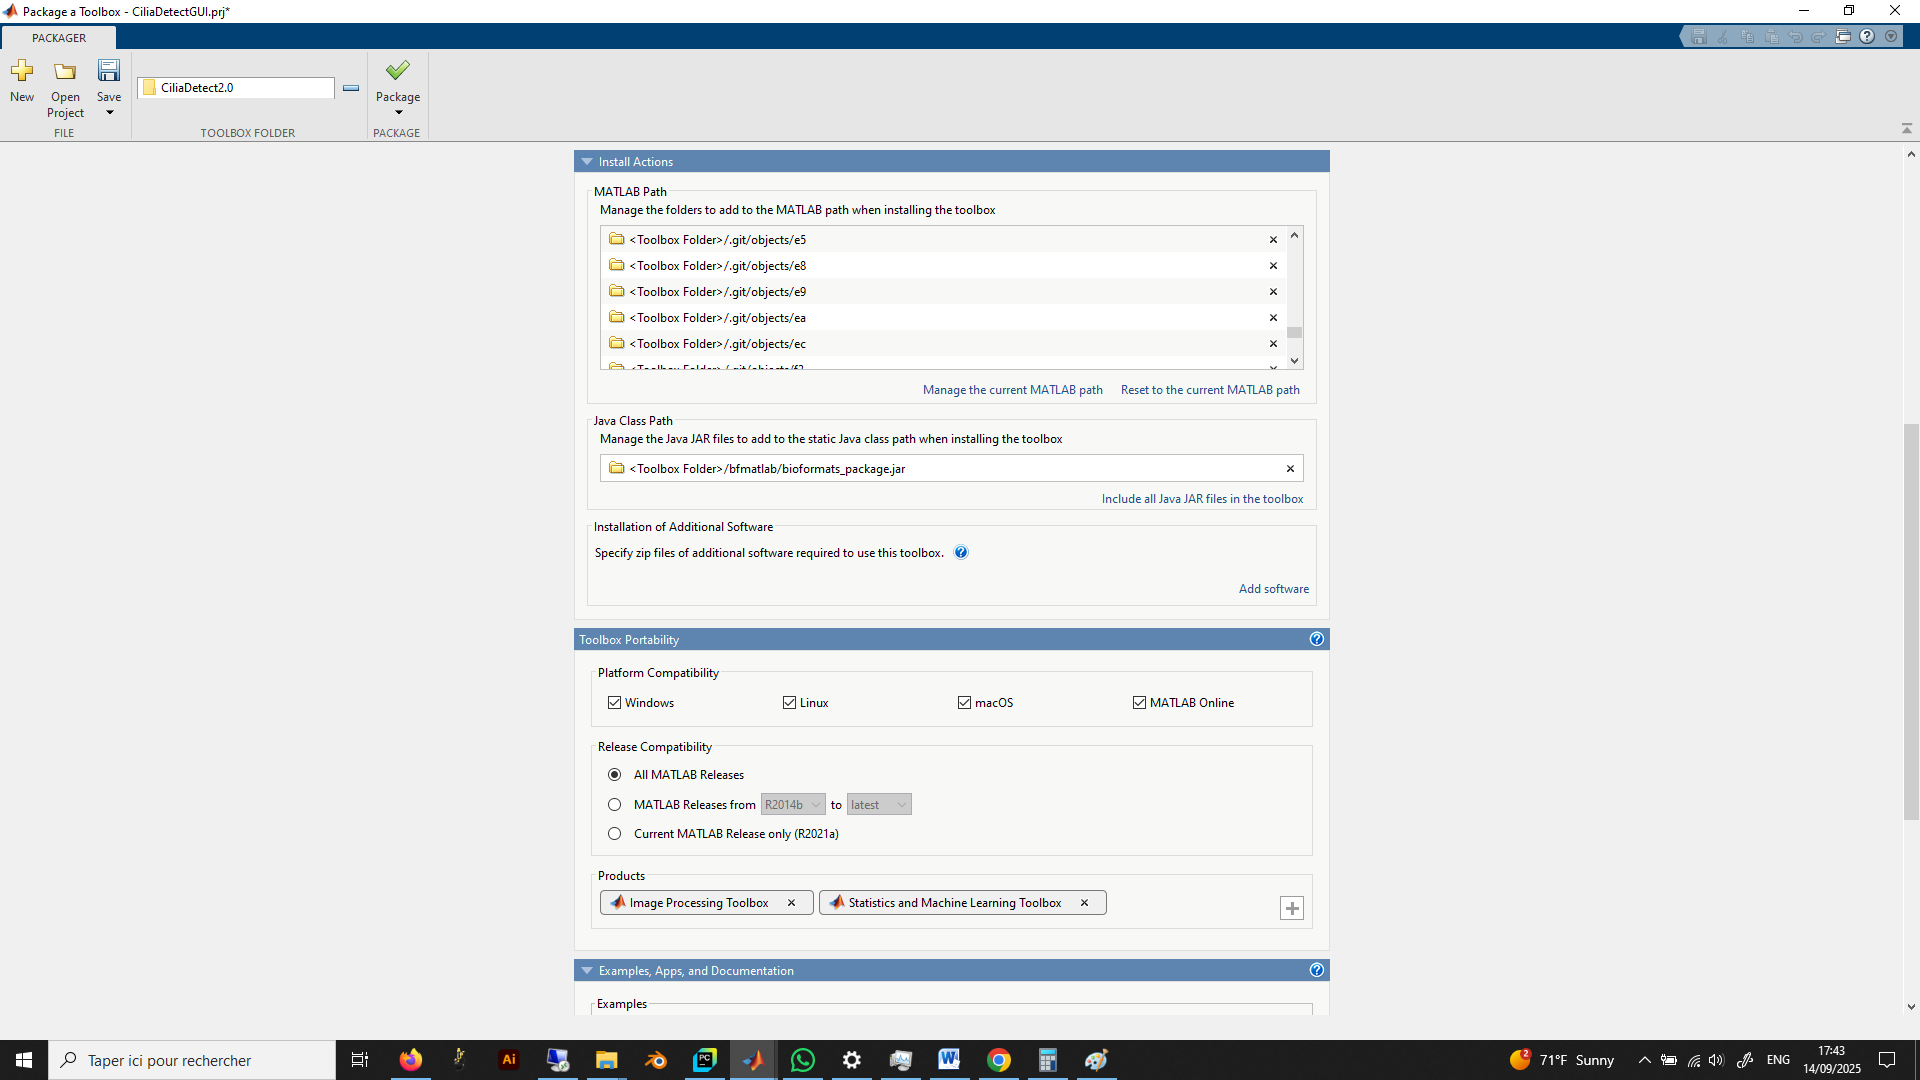 Package a Toolbox - CiliaDetectGUI.prj*
PACKAGER
CiliaDetect2.0
New
Open
Project
Save
Package
FILE
TOOLBOX FOLDER
PACKAGE
Install Actions
MATLAB Path
Manage the folders to add to the MATLAB path when installing the toolbox
<Toolbox Folder>/.git/objects/e5
<Toolbox Folder>/.git/objects/e8
<Toolbox Folder>/.git/objects/e9
<Toolbox Folder>/.git/objects/ea
<Toolbox Folder>/.git/objects/ec
Manage the current MATLAB path Reset to the current MATLAB path
Java Class Path
Manage the Java JAR files to add to the static Java class path when installing the toolbox
<Toolbox Folder>/bfmatlab/bioformats_package.jar
Include all Java JAR files in the toolbox
Installation of Additional Software
Specify zip files of additional software required to use this toolbox.
Add software
Toolbox Portability
Platform Compatibility
Windows Linux macOS MATLAB Online
Release Compatibility
All MATLAB Releases
MATLAB Releases from R2014b to latest
Current MATLAB Release only (R2021a)
Products
Image Processing Toolbox Statistics and Machine Learning Toolbox
Examples, Apps, and Documentation
Examples
Taper ici pour rechercher
Ai
PC
W
2
71°F Sunny
ENG
17:43
14/09/2025